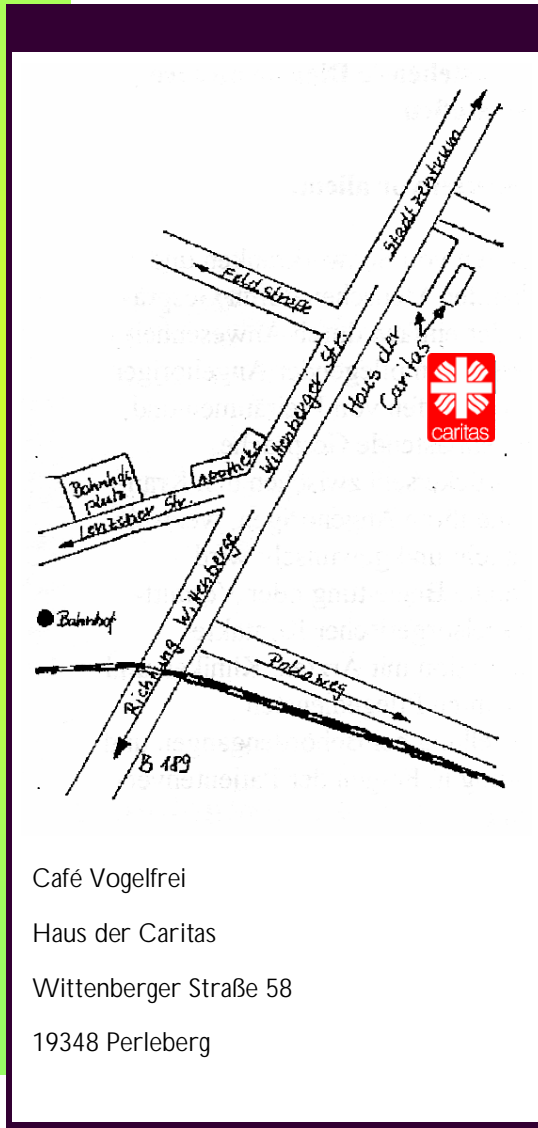 Stadtzentrum
Feldstraße
Wittenberger Str.
Haus der
Caritas
caritas
Apotheke
Bahnhofs
platz
Lenzener Str.
Bahnhof
Richtung Wittenberge
B 189
Café Vogelfrei
Haus der Caritas
Wittenberger Straße 58
19348 Perleberg